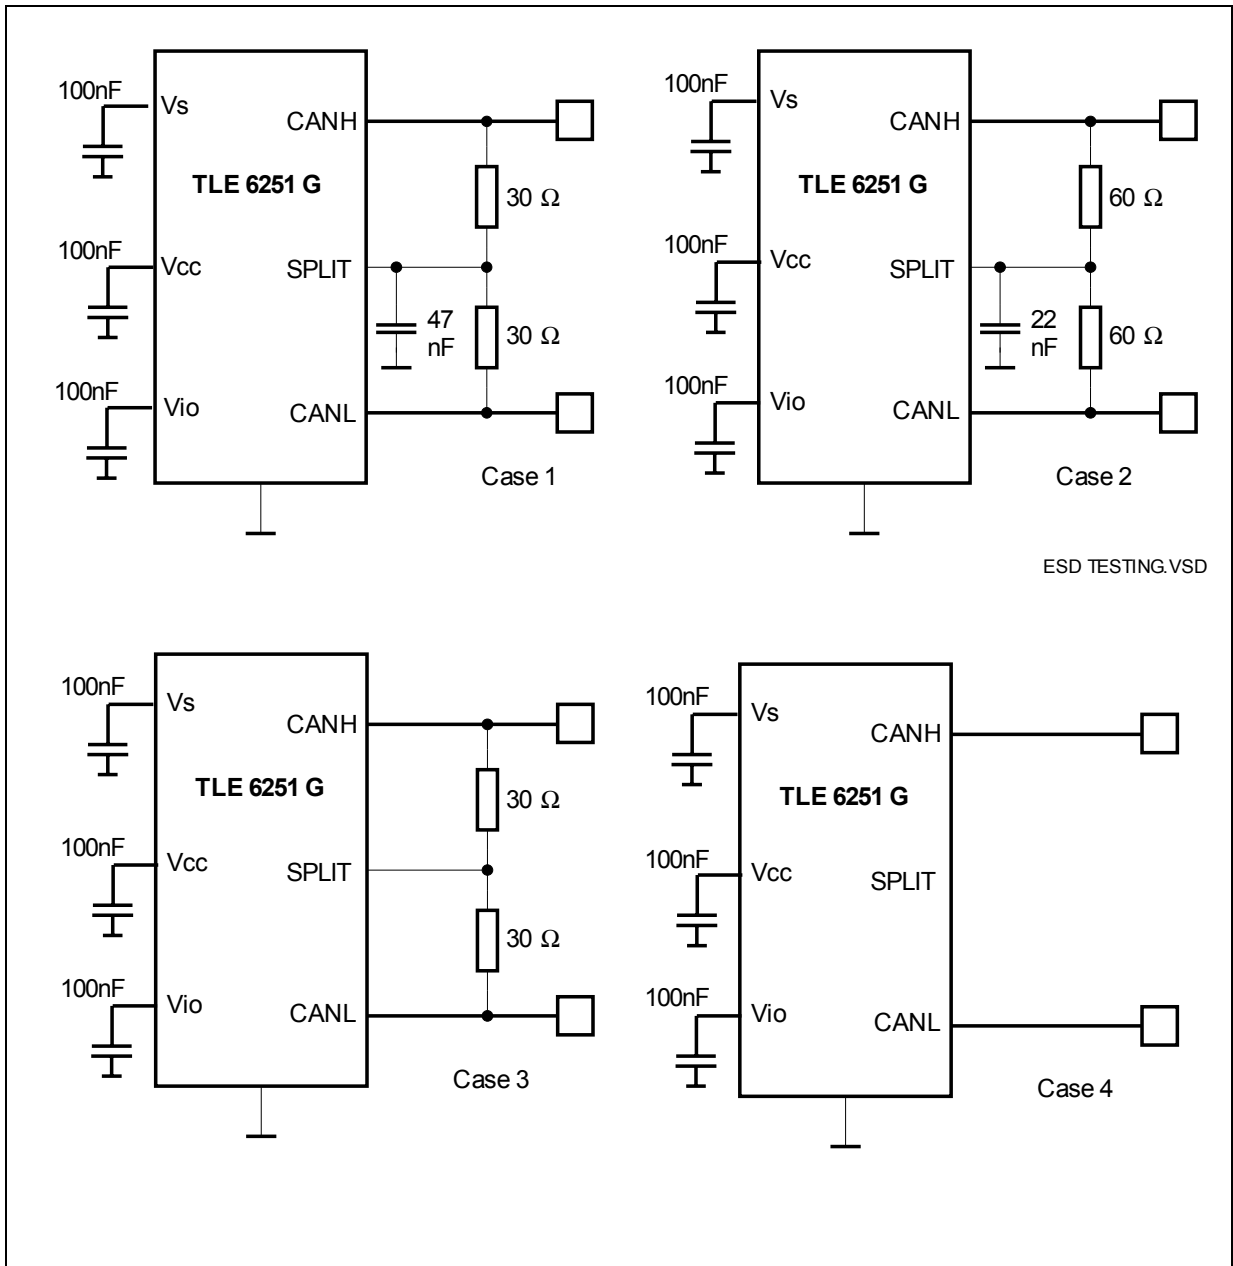 100nF
Vs
CANH
TLE 6251 G
30 Ω
100nF
Vcc
SPLIT
47
nF
30 Ω
100nF
Vio
CANL
Case 1
100nF
Vs
CANH
TLE 6251 G
60 Ω
100nF
Vcc
SPLIT
22
nF
60 Ω
100nF
Vio
CANL
Case 2
ESD TESTING.VSD
100nF
Vs
CANH
TLE 6251 G
30 Ω
100nF
Vcc
SPLIT
30 Ω
100nF
Vio
CANL
Case 3
100nF
Vs
CANH
TLE 6251 G
100nF
Vcc
SPLIT
100nF
Vio
CANL
Case 4